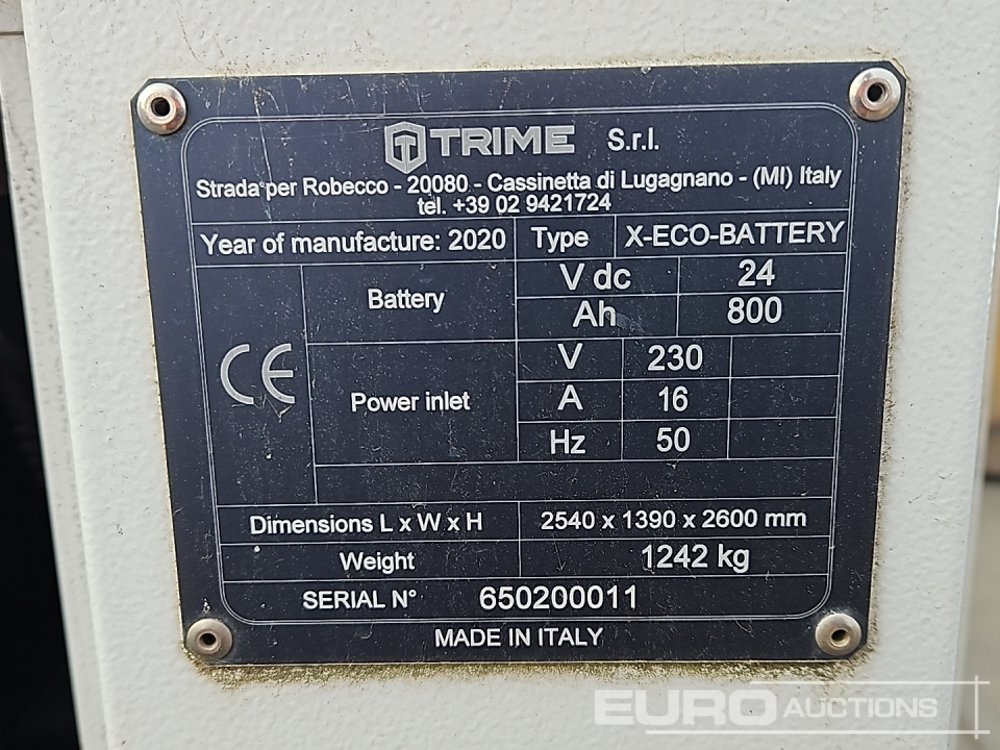 TRIME S.r.l.
Strada per Robecco - 20080 - Cassinetta di Lugagnano - (MI) Italy
tel. +39 02 9421724
Year of manufacture: 2020 Type X-ECO-BATTERY
Battery V dc 24
Ah 800
CE
Power inlet V 230
A 16
Hz 50
Dimensions L x W x H 2540 x 1390 x 2600 mm
Weight 1242 kg
SERIAL N° 650200011
MADE IN ITALY
EURO AUCTIONS